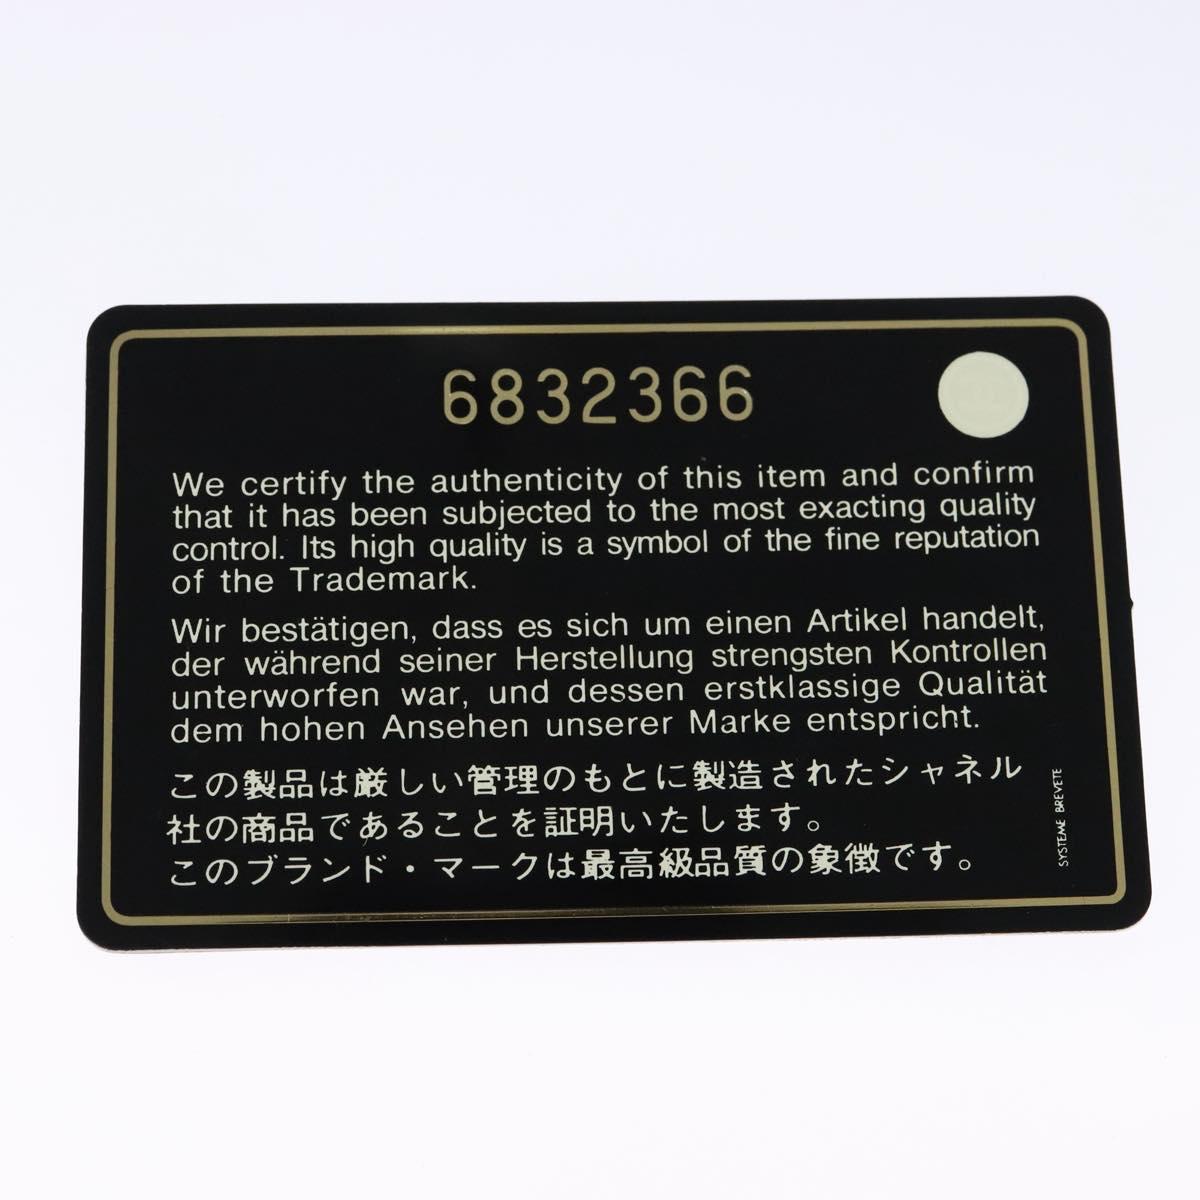 6832366
We certify the authenticity of this item and confirm
that it has been subjected to the most exacting quality
control. Its high quality is a symbol of the fine reputation
of the Trademark.
Wir bestätigen, dass es sich um einen Artikel handelt,
der während seiner Herstellung strengsten Kontrollen
unterworfen war, und dessen erstklassige Qualität
dem hohen Ansehen unserer Marke entspricht.
この製品は厳しい管理のもとに製造されたシャネル
社の商品であることを証明いたします。
このブランド・マークは最高級品質の象徴です。
SYSTEME BREVETE